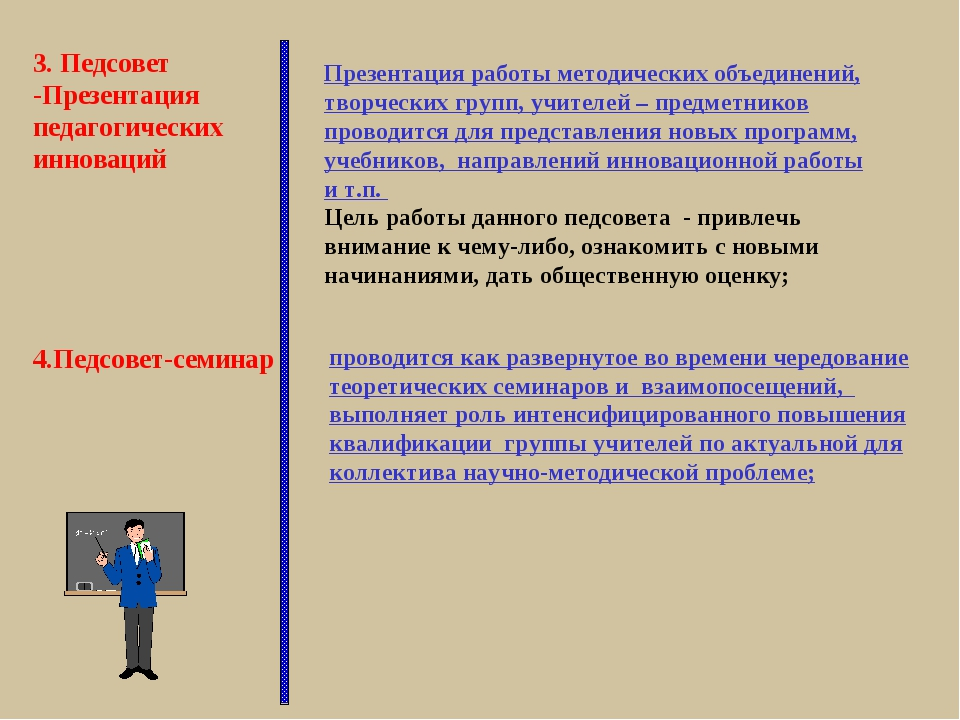 3. Педсовет
-Презентация
педагогических
инноваций
Презентация работы методических объединений,
творческих групп, учителей – предметников
проводится для представления новых программ,
учебников, направлений инновационной работы
и т.п.
Цель работы данного педсовета - привлечь
внимание к чему-либо, ознакомить с новыми
начинаниями, дать общественную оценку;
4.Педсовет-семинар
проводится как развернутое во времени чередование
теоретических семинаров и взаимопосещений,
выполняет роль интенсифицированного повышения
квалификации группы учителей по актуальной для
коллектива научно-методической проблеме;